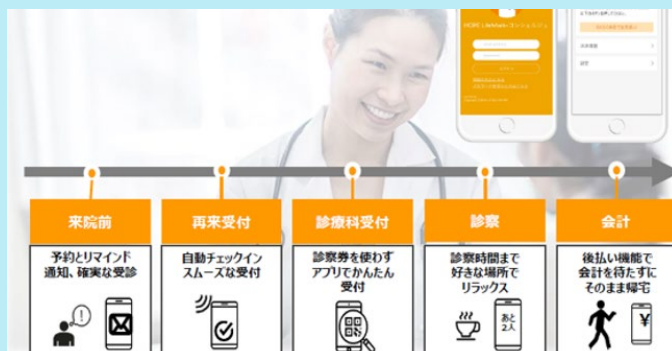 来院前
再来受付
診療科受付
診察
会計
予約とリマインド
通知、確実な受診
自動チェックイン
スムーズな受付
診察券を使わず
アプリでかんたん
受付
診察時間まで
好きな場所で
リラックス
後払い機能で
会計を待たずに
そのまま帰宅
あと
2人
¥